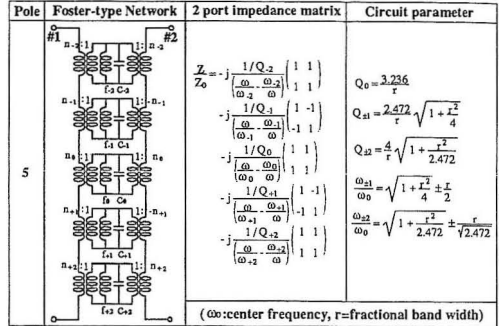 Pole Foster-type Network 2 port impedance matrix Circuit parameter
5
#1 #2
n-2 :1 1: n-2
f-2 C-2
n-1 :1 1: -n-1
f-1 C-1
n0 :1 1: n0
f0 C0
n+1 :1 1: -n+1
f+1 C+1
n+2 :1 1: n+2
f+2 C+2
Z/Z0 = -j (1/Q-2)/(ω/ω-2 - ω-2/ω) (1 1; 1 1)
-j (1/Q-1)/(ω/ω-1 - ω-1/ω) (1 -1; -1 1)
-j (1/Q0)/(ω/ω0 - ω0/ω) (1 1; 1 1)
-j (1/Q+1)/(ω/ω+1 - ω+1/ω) (1 -1; -1 1)
-j (1/Q+2)/(ω/ω+2 - ω+2/ω) (1 1; 1 1)
Q0 = 3.236/r
Q±1 = 2.472/r √(1 + r²/4)
Q±2 = 4/r √(1 + r²/2.472)
ω±1/ω0 = √(1 + r²/4) ± r/2
ω±2/ω0 = √(1 + r²/2.472) ± r/√2.472
(ω0:center frequency, r=fractional band width)